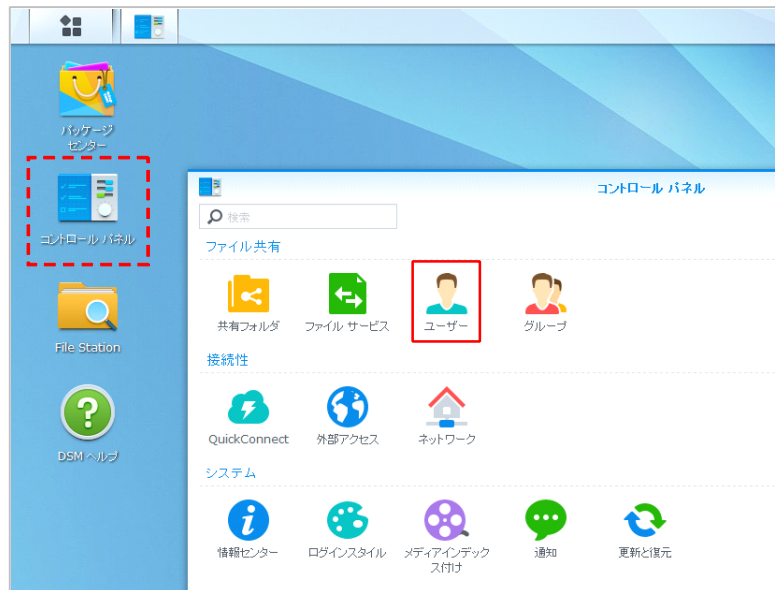 パッケージ
センター
コントロール パネル
File Station
DSM ヘルプ
コントロール パネル
検索
ファイル共有
共有フォルダ
ファイル サービス
ユーザー
グループ
接続性
QuickConnect
外部アクセス
ネットワーク
システム
情報センター
ログインスタイル
メディアインデック
ス付け
通知
更新と復元